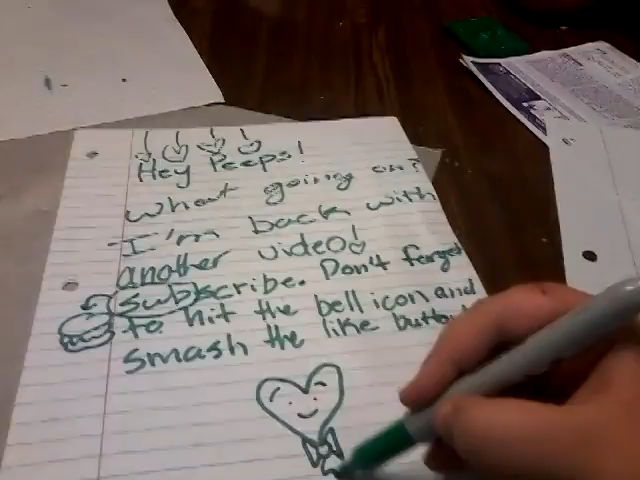 Hey Peeps!
What going on?
I'm back with
another video!
subscribe. Don't forget
to hit the bell icon and
smash the like button